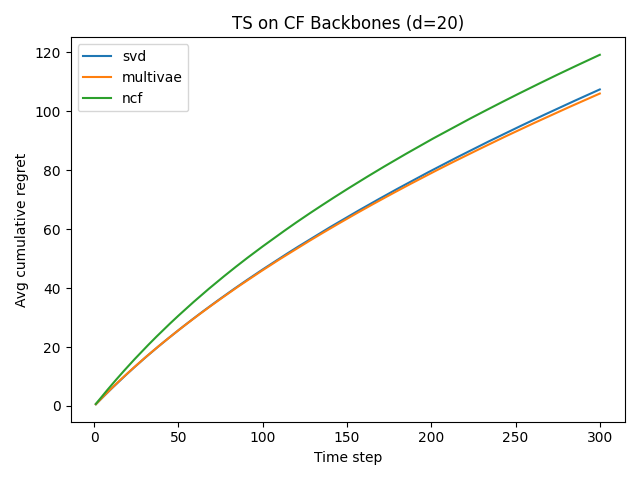 TS on CF Backbones (d=20)
svd
multivae
ncf
Avg cumulative regret
120
100
80
60
40
20
0
0 50 100 150 200 250 300
Time step